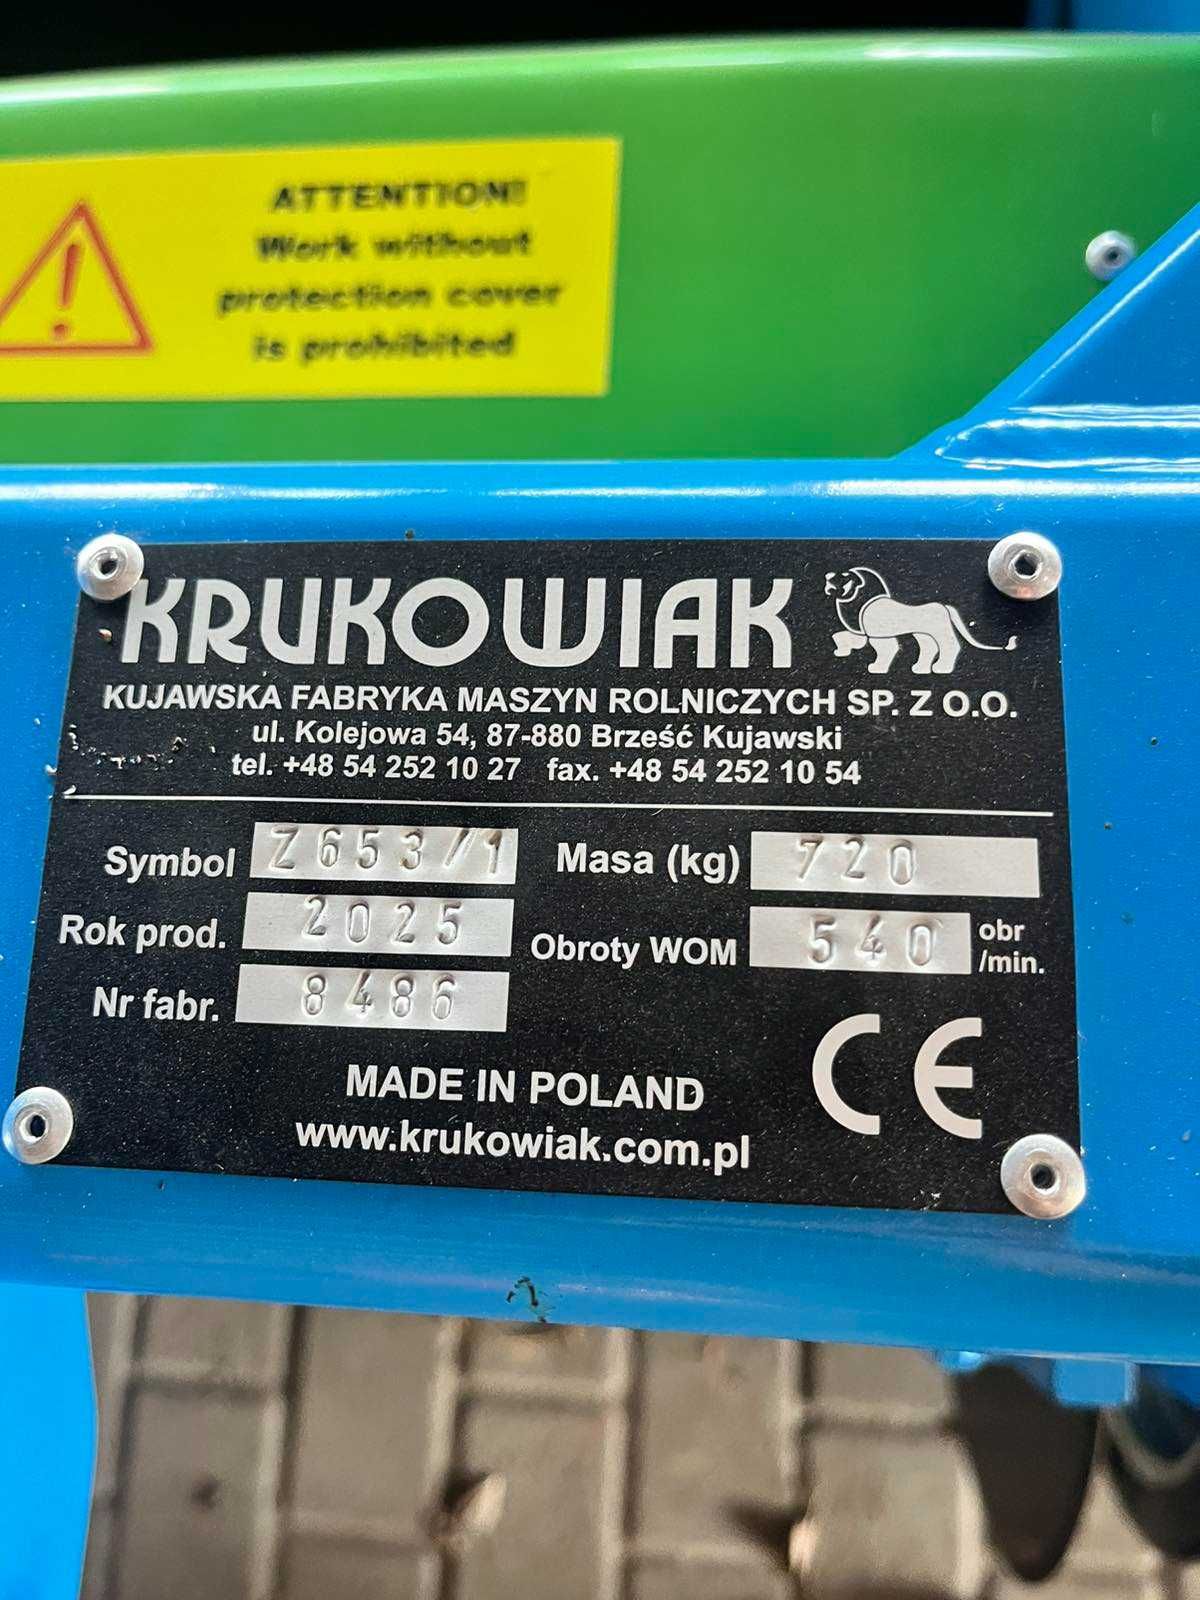 ATTENTION!
Work without
protection cover
is prohibited
KRUKOWIAK
KUJAWSKA FABRYKA MASZYN ROLNICZYCH SP. Z O.O.
ul. Kolejowa 54, 87-880 Brześć Kujawski
tel. +48 54 252 10 27 fax. +48 54 252 10 54
Symbol Z653/1 Masa (kg) 720
Rok prod. 2025 Obroty WOM 540 obr /min.
Nr fabr. 8486
CE
MADE IN POLAND
www.krukowiak.com.pl